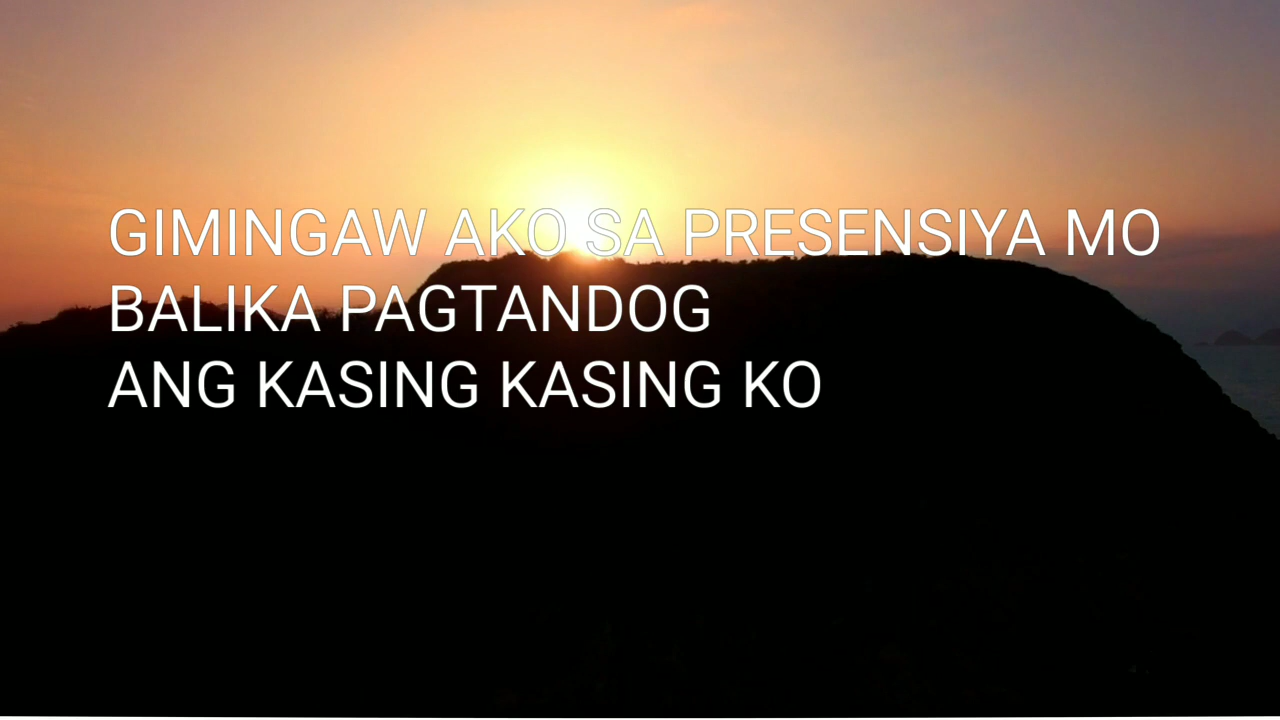 GIMINGAW AKO SA PRESENSIYA MO
BALIKA PAGTANDOG
ANG KASING KASING KO